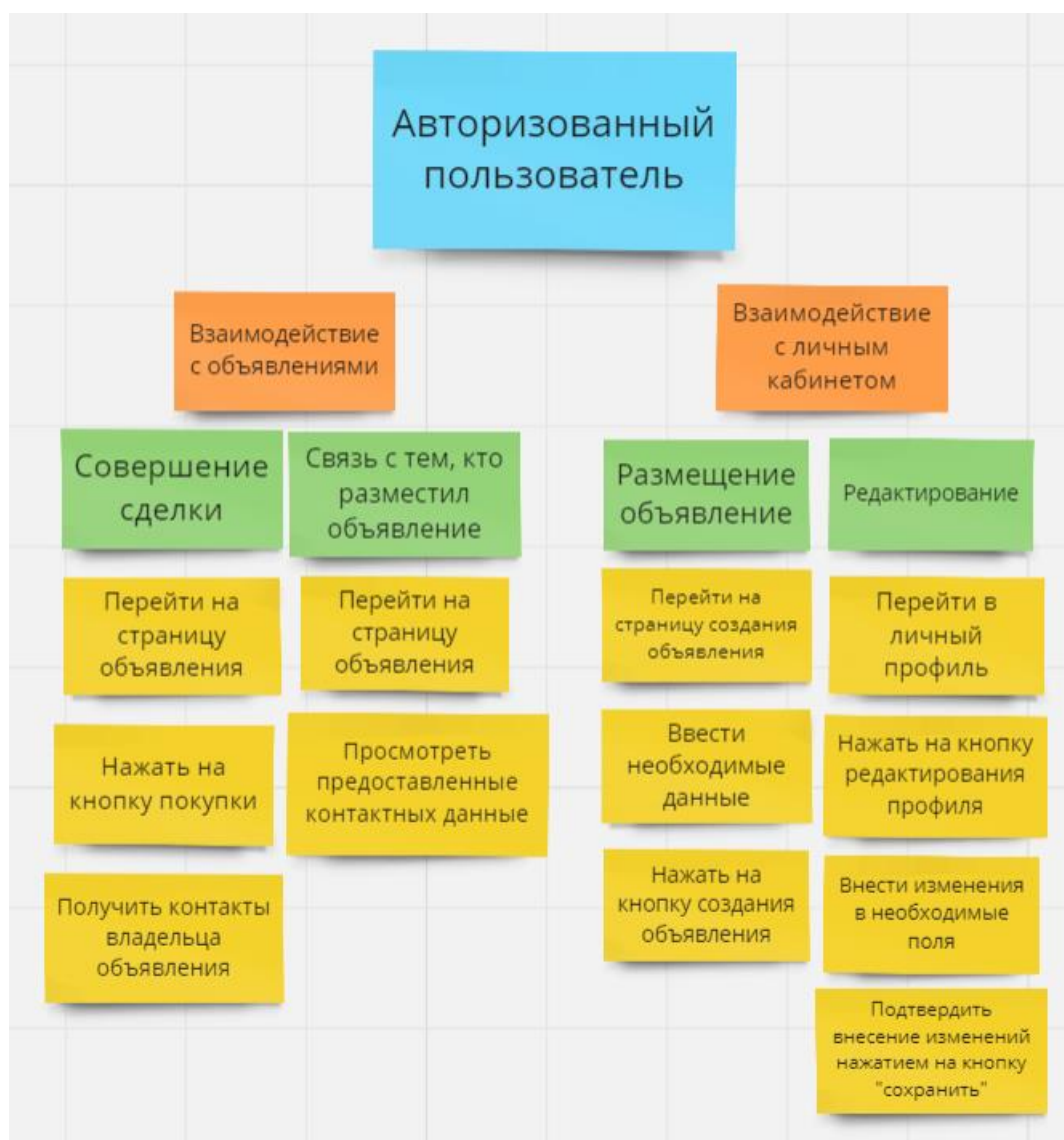 Авторизованный
пользователь
Взаимодействие
с объявлениями
Взаимодействие
с личным
кабинетом
Совершение
сделки
Связь с тем, кто
разместил
объявление
Размещение
объявление
Редактирование
Перейти на
страницу
объявления
Перейти на
страницу
объявления
Перейти на
страницу создания
объявления
Перейти в
личный
профиль
Нажать на
кнопку покупки
Просмотреть
предоставленные
контактных данные
Ввести
необходимые
данные
Нажать на кнопку
редактирования
профиля
Получить контакты
владельца
объявления
Нажать на
кнопку создания
объявления
Внести изменения
в необходимые
поля
Подтвердить
внесение изменений
нажатием на кнопку
"сохранить"